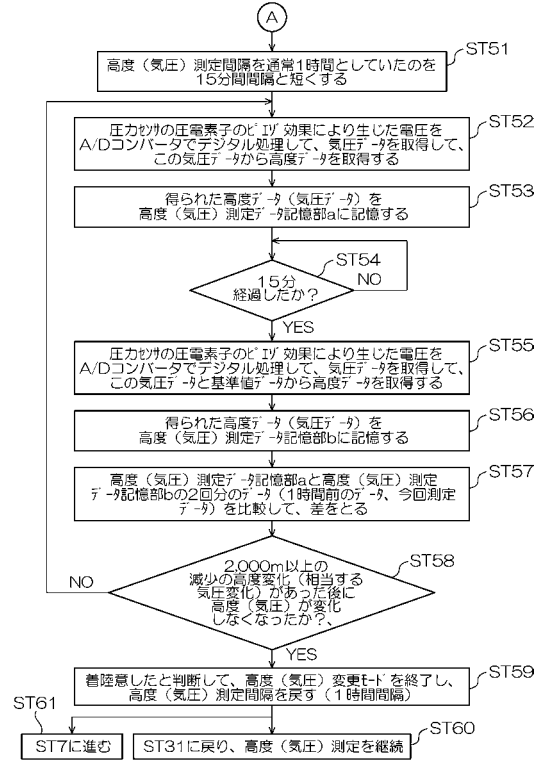 A
ST51
高度（気圧）測定間隔を通常1時間としていたのを
15分間間隔と短くする
ST52
圧力ｾﾝｻの圧電素子のﾋﾟｴｿﾞ効果により生じた電圧を
A/Dコンバータでデジタル処理して、気圧ﾃﾞｰﾀを取得して、
この気圧データから高度データを取得する
ST53
得られた高度データ（気圧データ）を
高度（気圧）測定ﾃﾞｰﾀ記憶部aに記憶する
ST54
15分
経過したか？
NO
YES
ST55
圧力ｾﾝｻの圧電素子のﾋﾟｴｿﾞ効果により生じた電圧を
A/Dコンバータでデジタル処理して、気圧ﾃﾞｰﾀを取得して、
この気圧データと基準値データから高度データを取得する
ST56
得られた高度データ（気圧ﾃﾞｰﾀ）を
高度（気圧）測定ﾃﾞｰﾀ記憶部bに記憶する
ST57
高度（気圧）測定データ記憶部aと高度（気圧）測定
ﾃﾞｰﾀ記憶部bの2回分のデータ（1時間前のデータ、今回測定
データ）を比較して、差をとる
ST58
2,000m以上の
減少の高度変化（相当する
気圧変化）があった後に
高度（気圧）が変化
しなくなったか？、
NO
YES
ST59
着陸意したと判断して、高度（気圧）変更ﾓｰﾄﾞを終了し、
高度（気圧）測定間隔を戻す（1時間間隔）
ST61
ST7に進む
ST60
ST31に戻り、高度（気圧）測定を継続